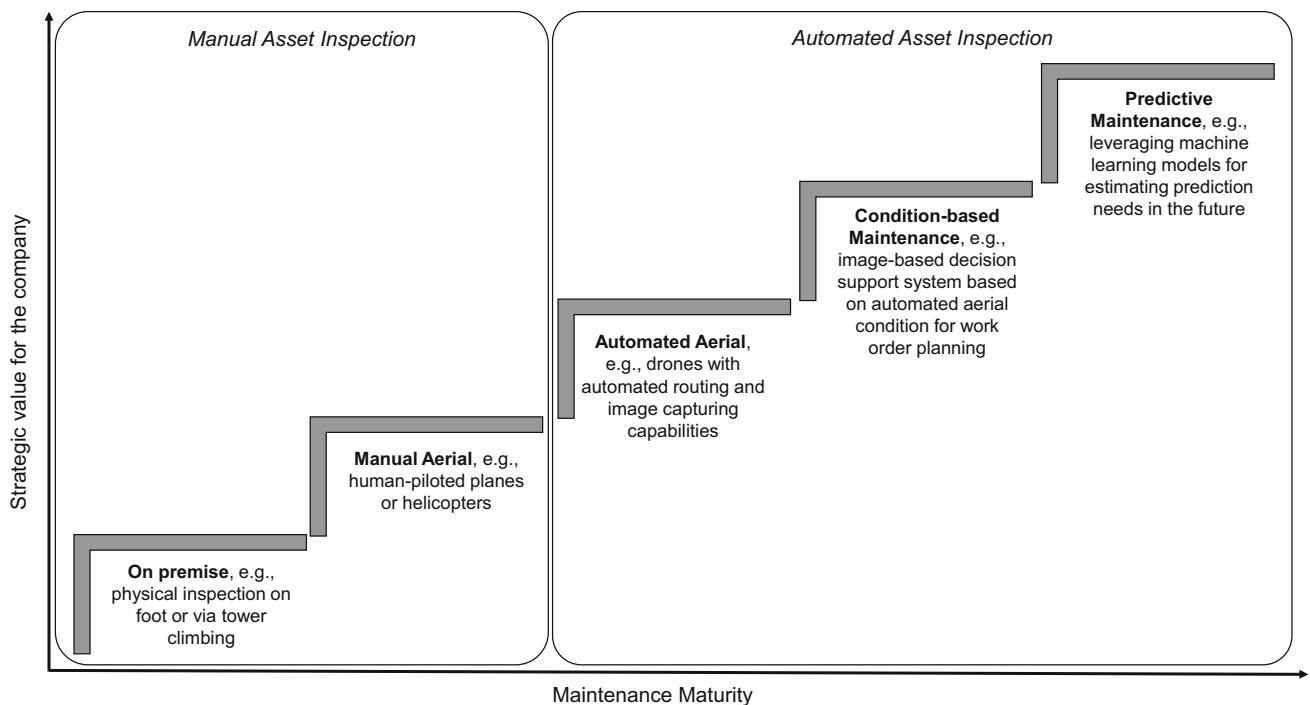 Manual Asset Inspection
Automated Asset Inspection
Predictive
Maintenance, e.g.,
leveraging machine
learning models for
estimating prediction
needs in the future
Condition-based
Maintenance, e.g.,
image-based decision
support system based
on automated aerial
condition for work
order planning
Automated Aerial,
e.g., drones with
automated routing and
image capturing
capabilities
Manual Aerial, e.g.,
human-piloted planes
or helicopters
On premise, e.g.,
physical inspection on
foot or via tower
climbing
Strategic value for the company
Maintenance Maturity